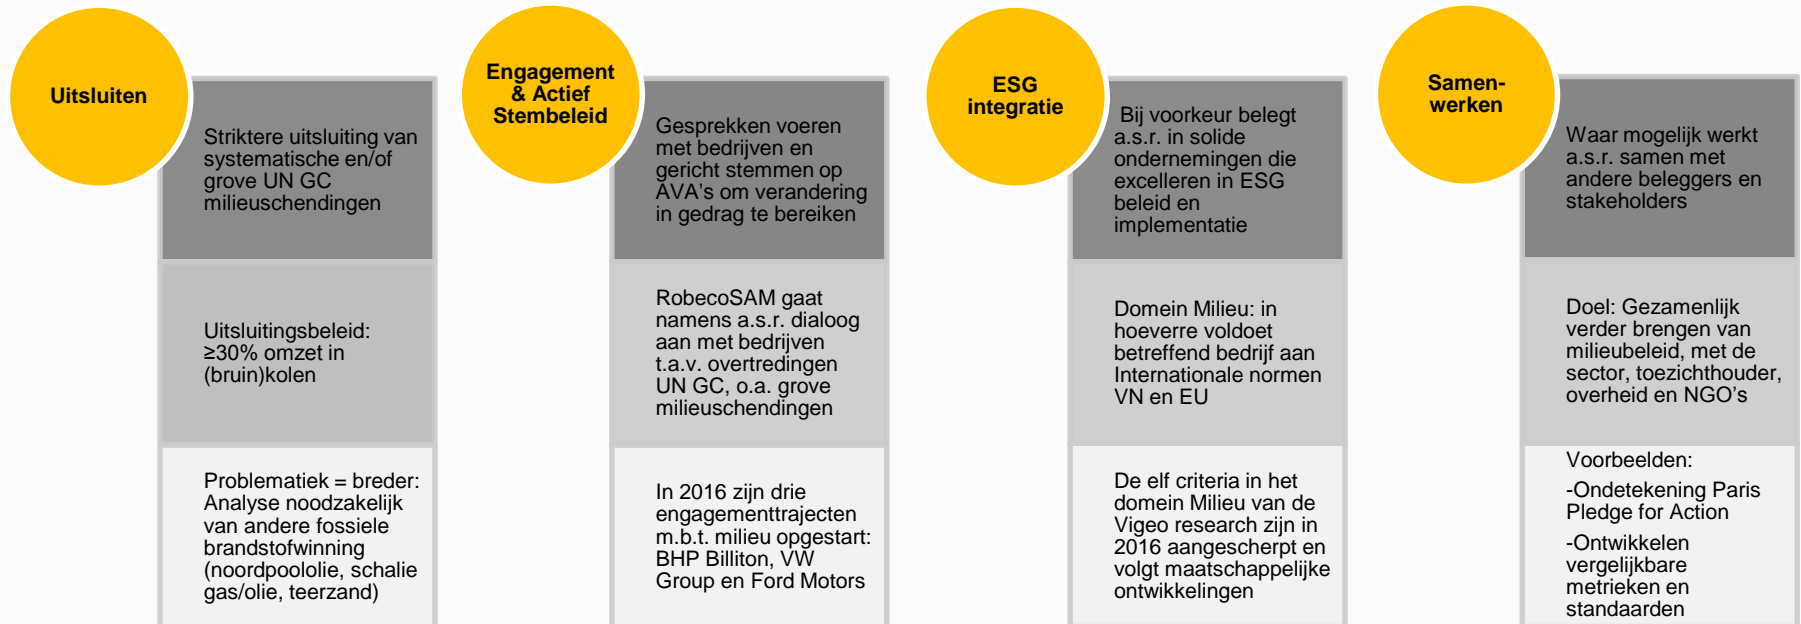 Uitsluiten
Striktere uitsluiting van
systematische en/of
grove UN GC
milieuschendingen
Uitsluitingsbeleid:
≥30% omzet in
(bruin)kolen
Problematiek = breder:
Analyse noodzakelijk
van andere fossiele
brandstofwinning
(noordpoololie, schalie
gas/olie, teerzand)
Engagement
& Actief
Stembeleid
Gesprekken voeren
met bedrijven en
gericht stemmen op
AVA's om verandering
in gedrag te bereiken
RobecoSAM gaat
namens a.s.r. dialoog
aan met bedrijven
t.a.v. overtredingen
UN GC, o.a. grove
milieuschendingen
In 2016 zijn drie
engagementtrajecten
m.b.t. milieu opgestart:
BHP Billiton, VW
Group en Ford Motors
ESG
integratie
Bij voorkeur belegt
a.s.r. in solide
ondernemingen die
excelleren in ESG
beleid en
implementatie
Domein Milieu: in
hoeverre voldoet
betreffend bedrijf aan
Internationale normen
VN en EU
De elf criteria in het
domein Milieu van de
Vigeo research zijn in
2016 aangescherpt en
volgt maatschappelijke
ontwikkelingen
Samen-
werken
Waar mogelijk werkt
a.s.r. samen met
andere beleggers en
stakeholders
Doel: Gezamenlijk
verder brengen van
milieubeleid, met de
sector, toezichthouder,
overheid en NGO's
Voorbeelden:
-Ondetekening Paris
Pledge for Action
-Ontwikkelen
vergelijkbare
metrieken en
standaarden